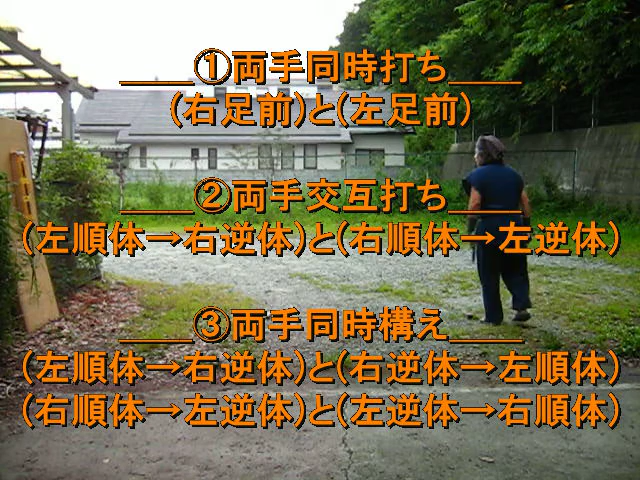 ____①両手同時打ち____
(右足前)と(左足前)
____②両手交互打ち____
(左順体→右逆体)と(右順体→左逆体)
____③両手同時構え____
(左順体→右逆体)と(右逆体→左順体)
(右順体→左逆体)と(左逆体→右順体)